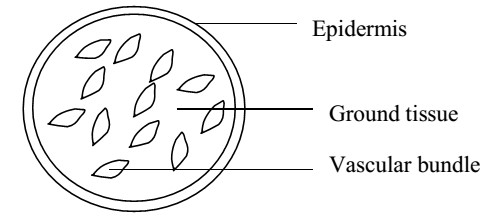 Epidermis
Ground tissue
Vascular bundle